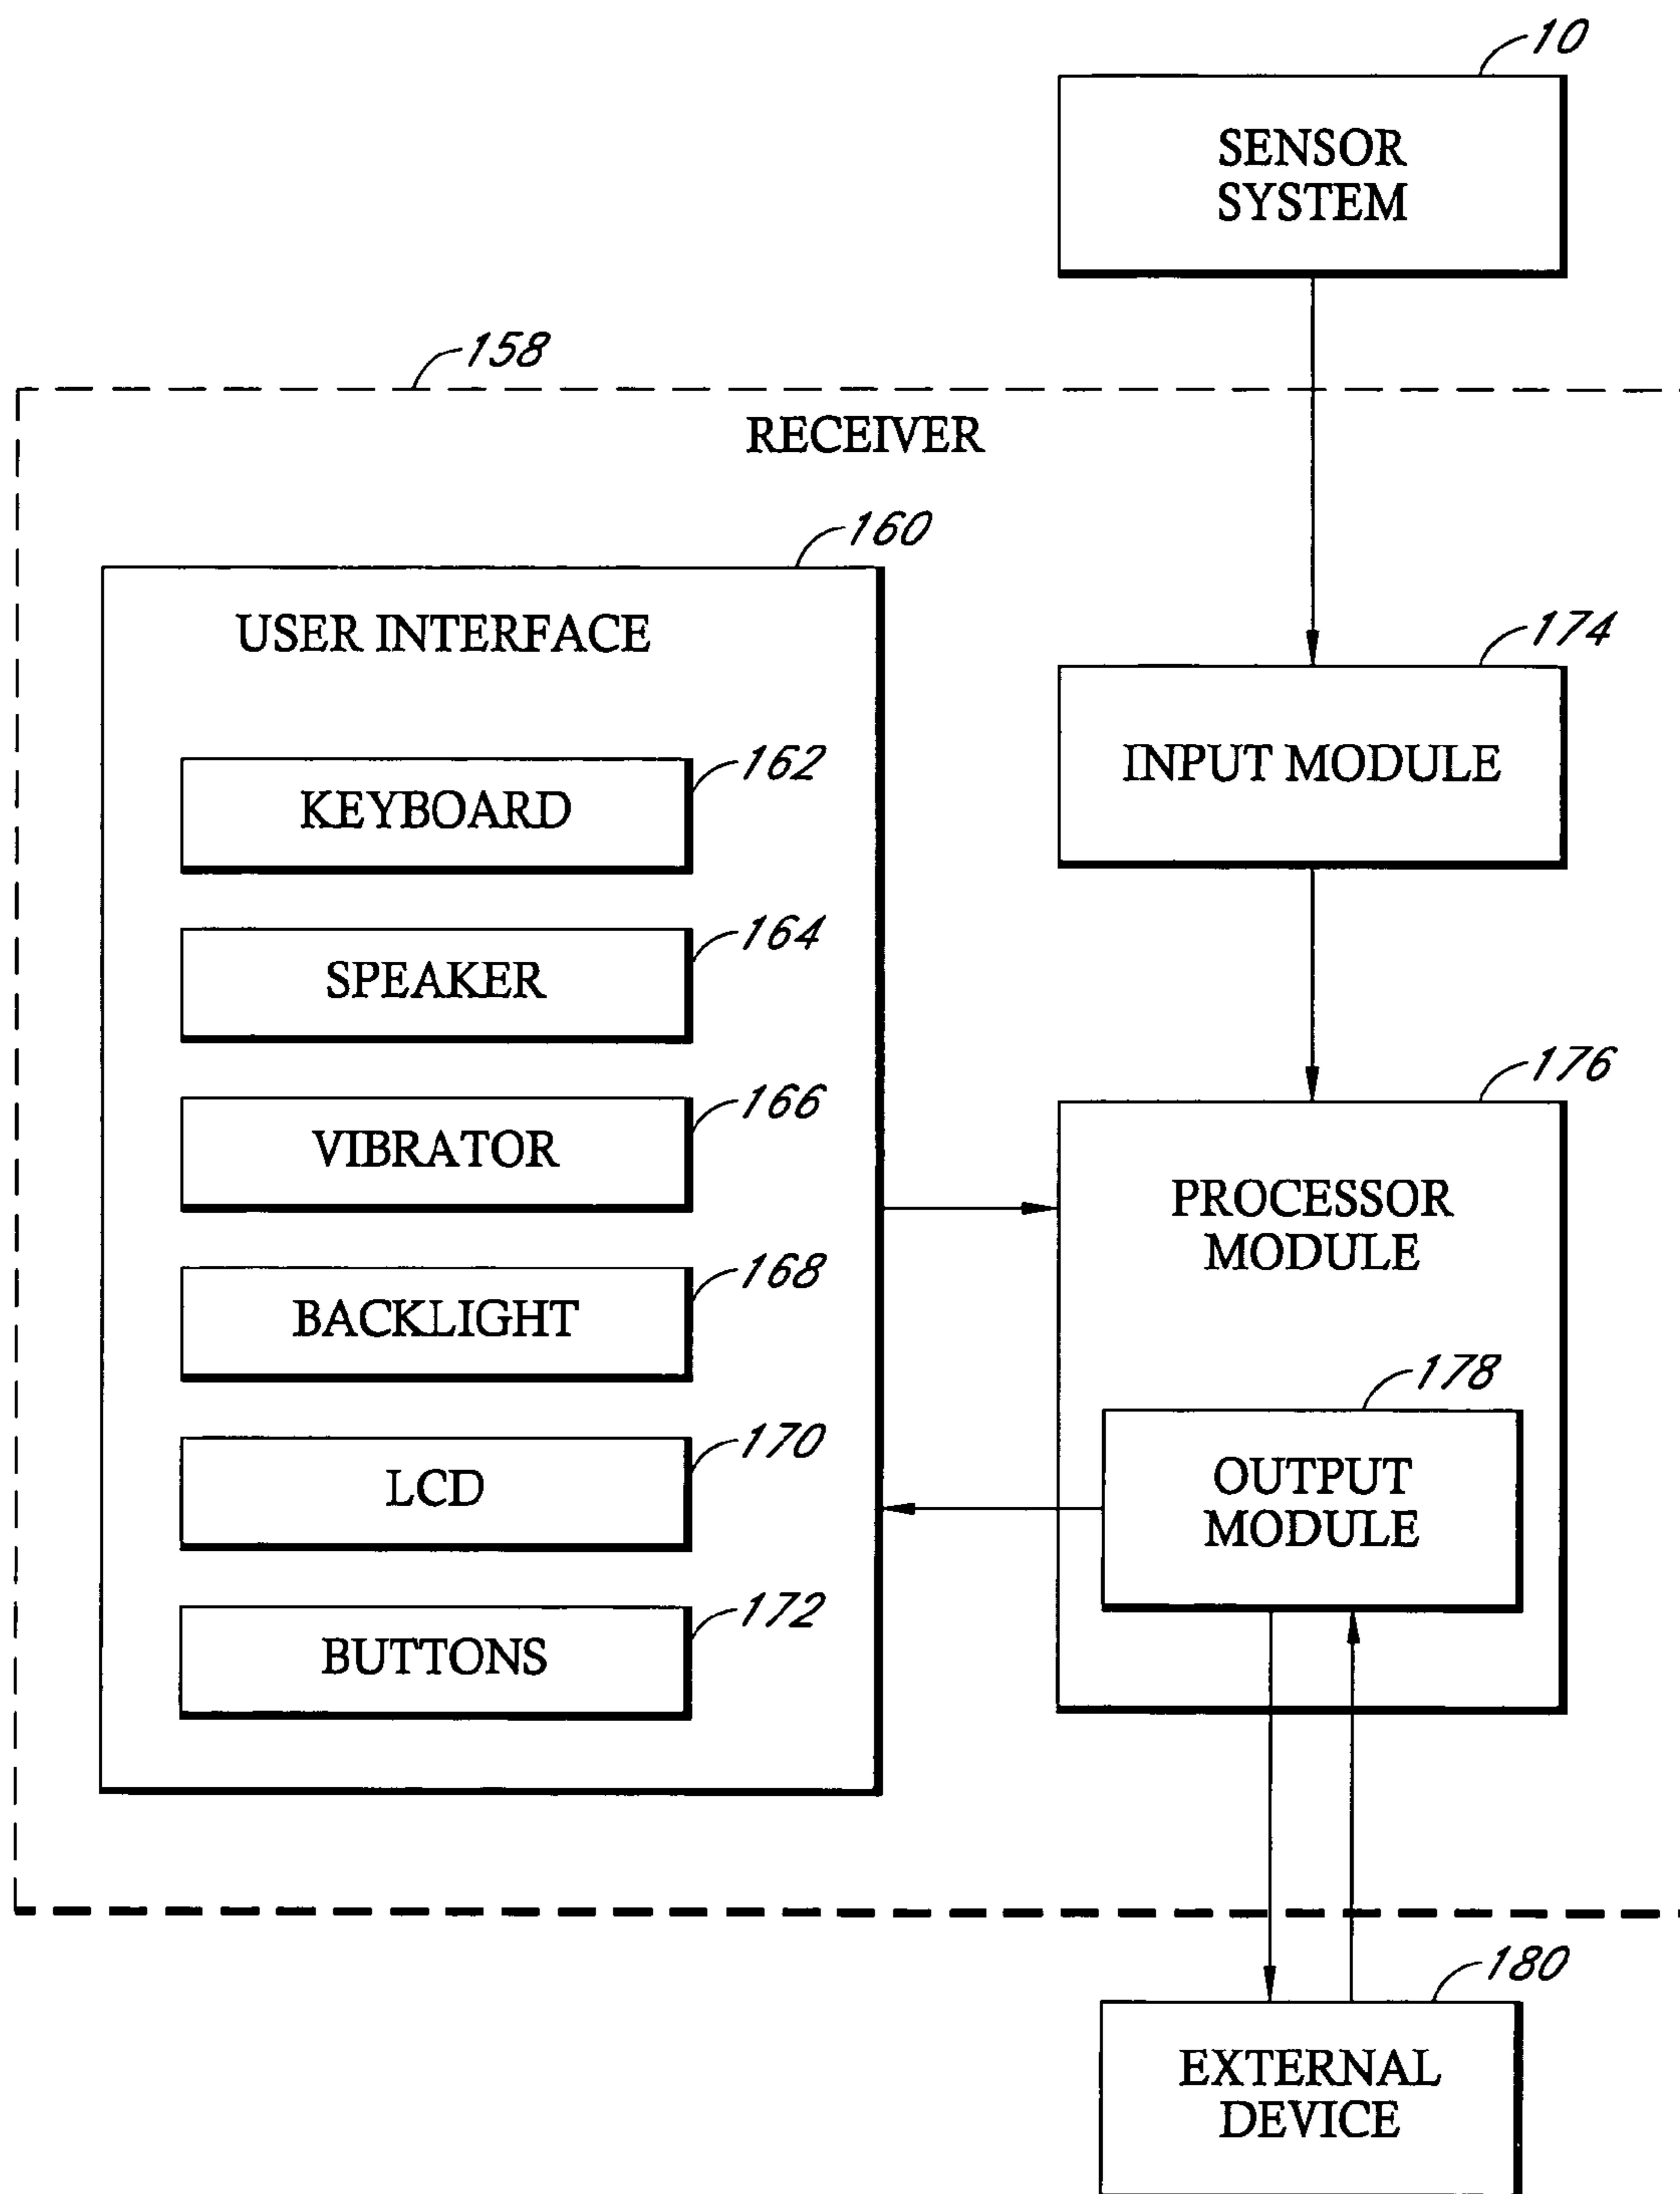 10
SENSOR
SYSTEM
158
RECEIVER
160
USER INTERFACE
174
INPUT MODULE
162
KEYBOARD
164
SPEAKER
166
VIBRATOR
168
BACKLIGHT
170
LCD
172
BUTTONS
176
PROCESSOR
MODULE
178
OUTPUT
MODULE
180
EXTERNAL
DEVICE